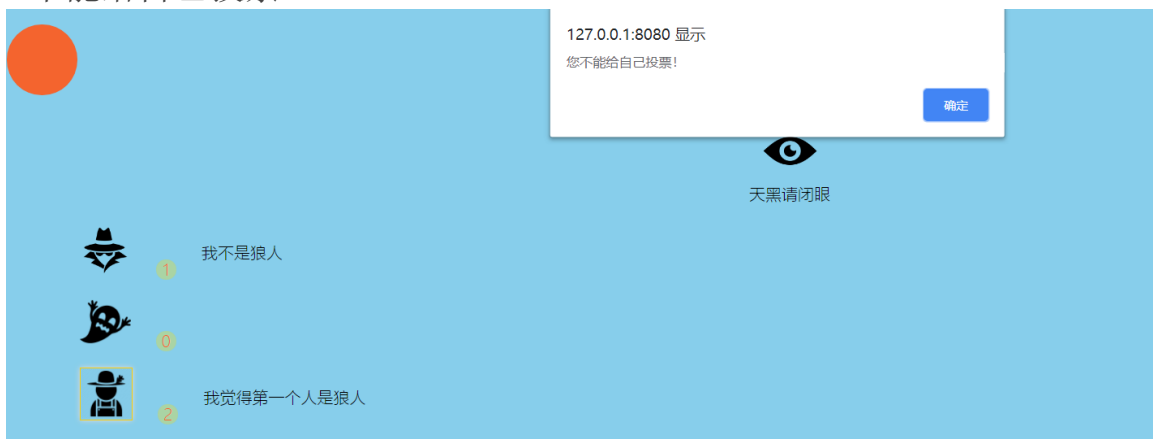 127.0.0.1:8080 显示
您不能给自己投票！
确定
天黑请闭眼
1
我不是狼人
0
2
我觉得第一个人是狼人